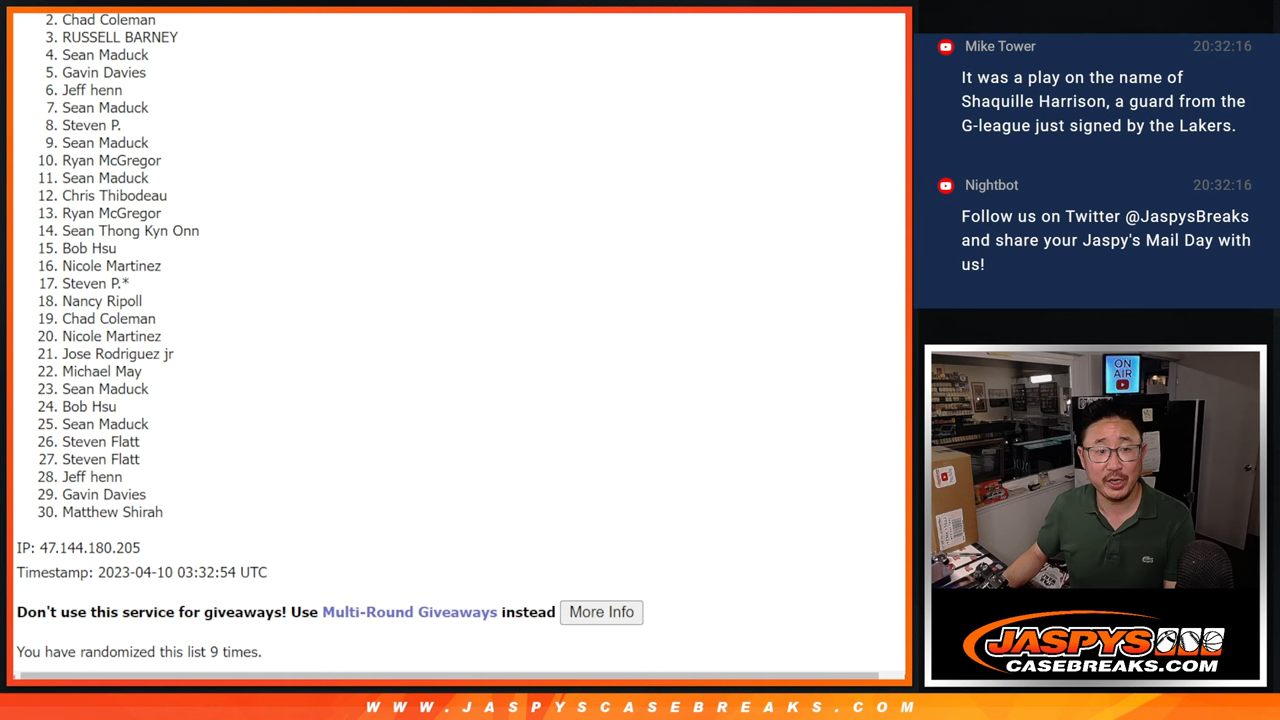 2. Chad Coleman
3. RUSSELL BARNEY
4. Sean Maduck
5. Gavin Davies
6. Jeff henn
7. Sean Maduck
8. Steven P.
9. Sean Maduck
10. Ryan McGregor
11. Sean Maduck
12. Chris Thibodeau
13. Ryan McGregor
14. Sean Thong Kyn Onn
15. Bob Hsu
16. Nicole Martinez
17. Steven P.*
18. Nancy Ripoll
19. Chad Coleman
20. Nicole Martinez
21. Jose Rodriguez jr
22. Michael May
23. Sean Maduck
24. Bob Hsu
25. Sean Maduck
26. Steven Flatt
27. Steven Flatt
28. Jeff henn
29. Gavin Davies
30. Matthew Shirah
IP: 47.144.180.205
Timestamp: 2023-04-10 03:32:54 UTC
Don't use this service for giveaways! Use Multi-Round Giveaways instead More Info
You have randomized this list 9 times.
Mike Tower 20:32:16
It was a play on the name of
Shaquille Harrison, a guard from the
G-league just signed by the Lakers.
Nightbot 20:32:16
Follow us on Twitter @JaspysBreaks
and share your Jaspy's Mail Day with
us!
ON
AIR
JASPYS
CASEBREAKS.COM
WWW.JASPYSCASEBREAKS.COM